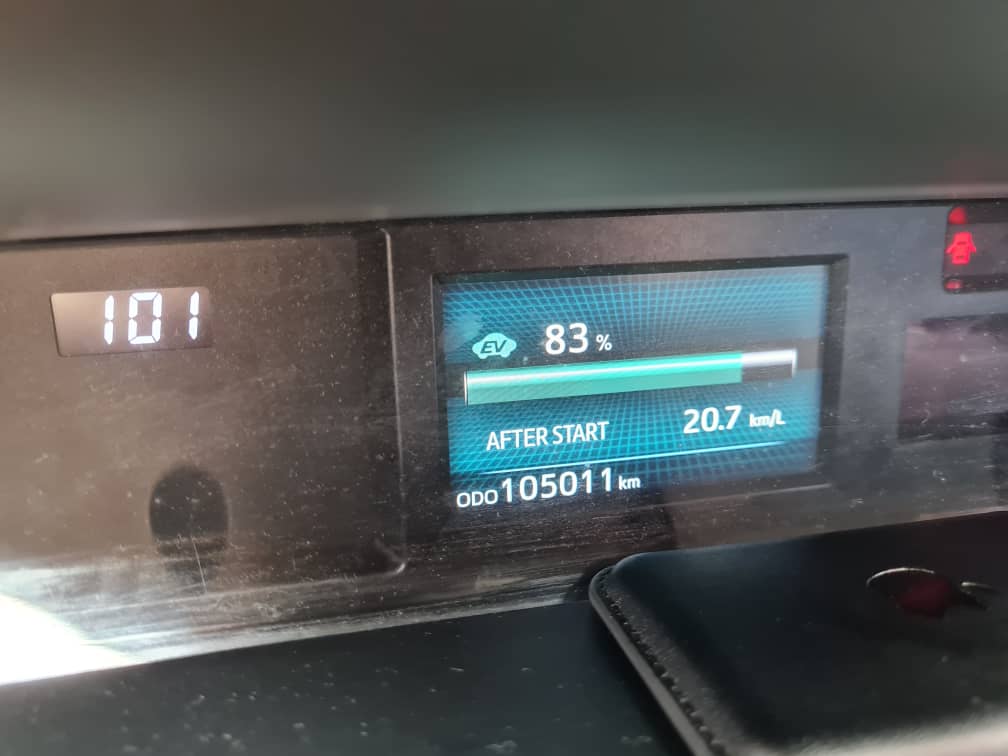 101
EV 83 %
AFTER START 20.7 km/L
ODO 105011 km